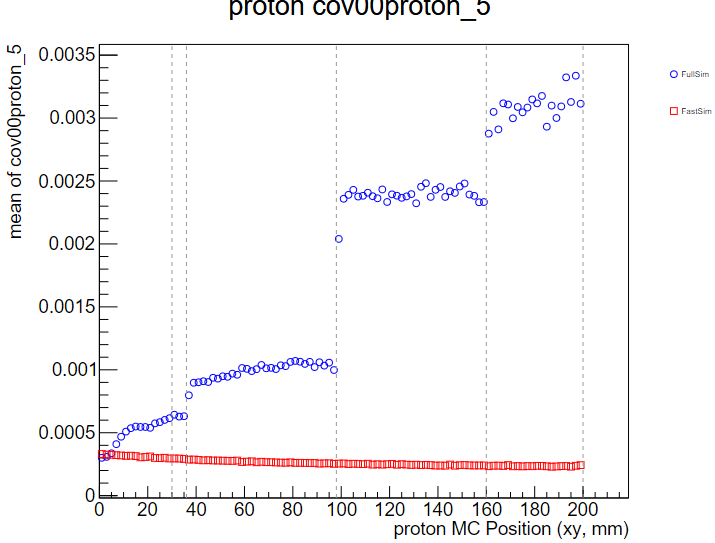 proton cov00proton_5
mean of cov00proton_5
0.0035
0.003
0.0025
0.002
0.0015
0.001
0.0005
0
0 20 40 60 80 100 120 140 160 180 200
proton MC Position (xy, mm)
FullSim
FastSim